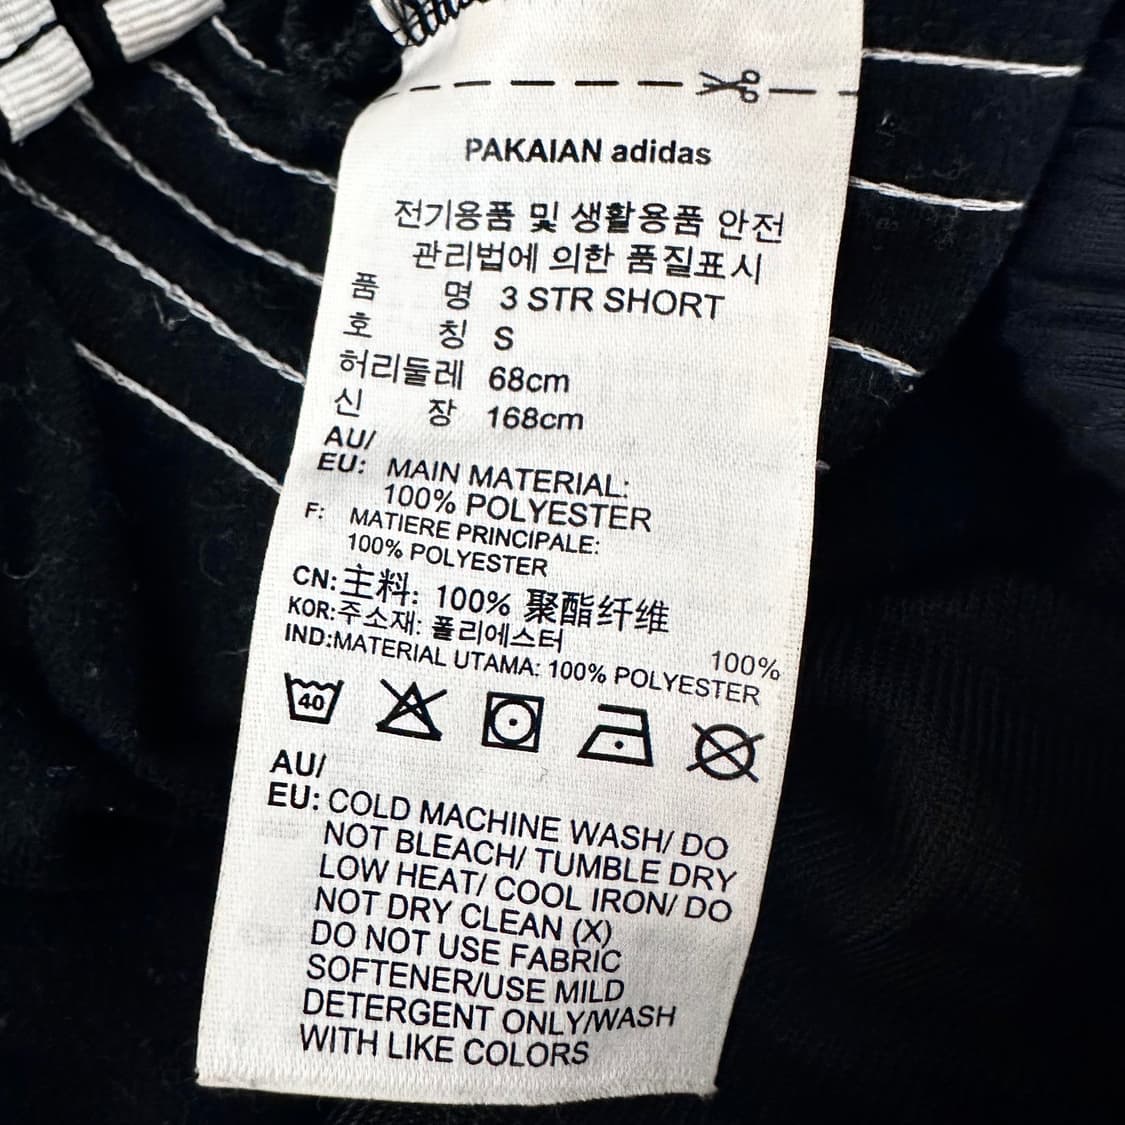 PAKAIAN adidas
전기용품 및 생활용품 안전
관리법에 의한 품질표시
품 명 3 STR SHORT
호 칭 S
허리둘레 68cm
신 장 168cm
AU/
EU: MAIN MATERIAL:
100% POLYESTER
F: MATIERE PRINCIPALE:
100% POLYESTER
CN:主料: 100% 聚酯纤维
KOR:주소재: 폴리에스터 100%
IND:MATERIAL UTAMA: 100% POLYESTER
40
AU/
EU: COLD MACHINE WASH/ DO
NOT BLEACH/ TUMBLE DRY
LOW HEAT/ COOL IRON/ DO
NOT DRY CLEAN (X)
DO NOT USE FABRIC
SOFTENER/USE MILD
DETERGENT ONLY/WASH
WITH LIKE COLORS